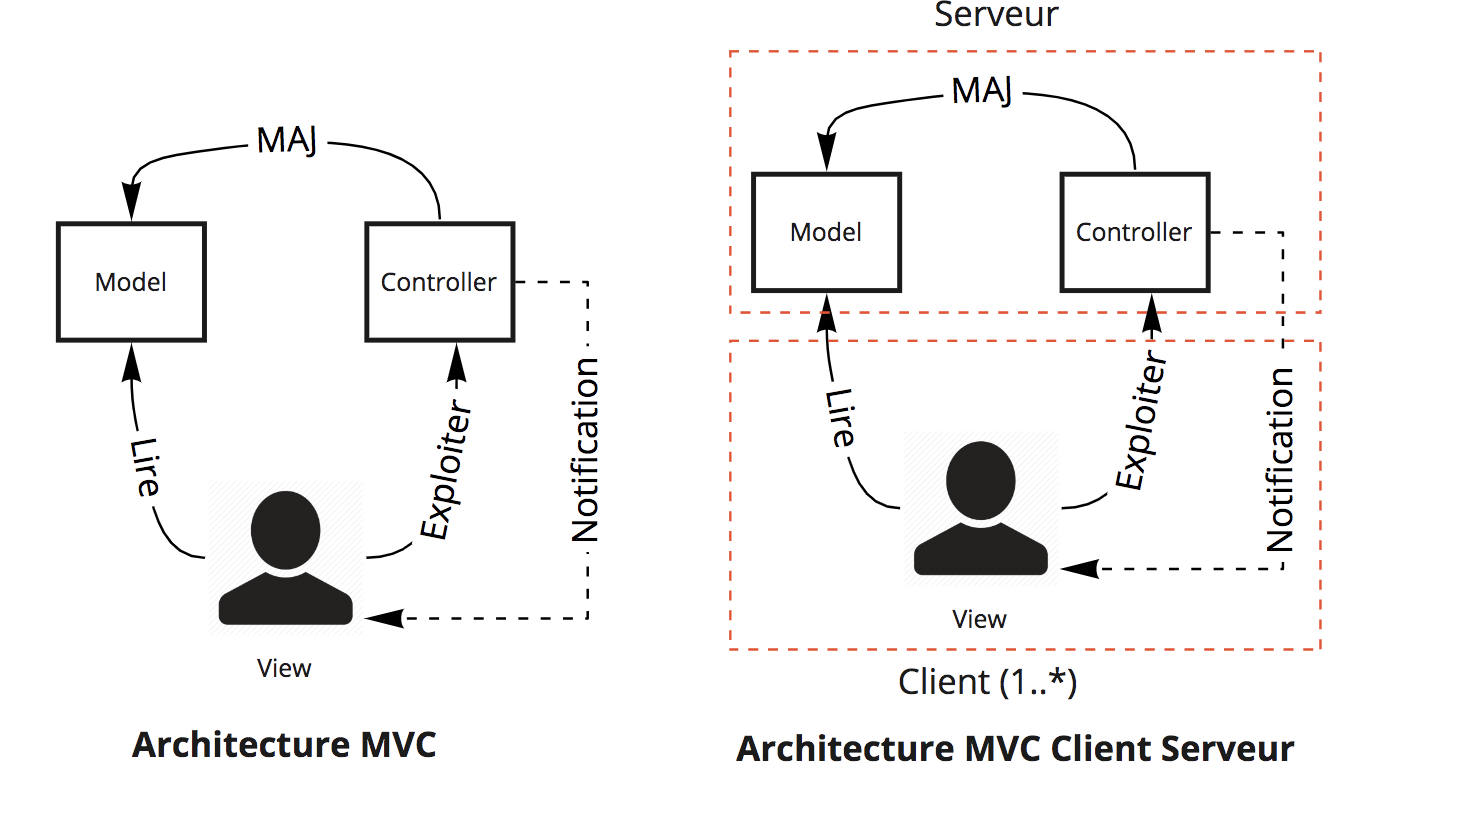 MAJ
Model
Controller
Lire
Exploiter
Notification
View
Architecture MVC
Serveur
MAJ
Model
Controller
Lire
Exploiter
Notification
View
Client (1..*)
Architecture MVC Client Serveur